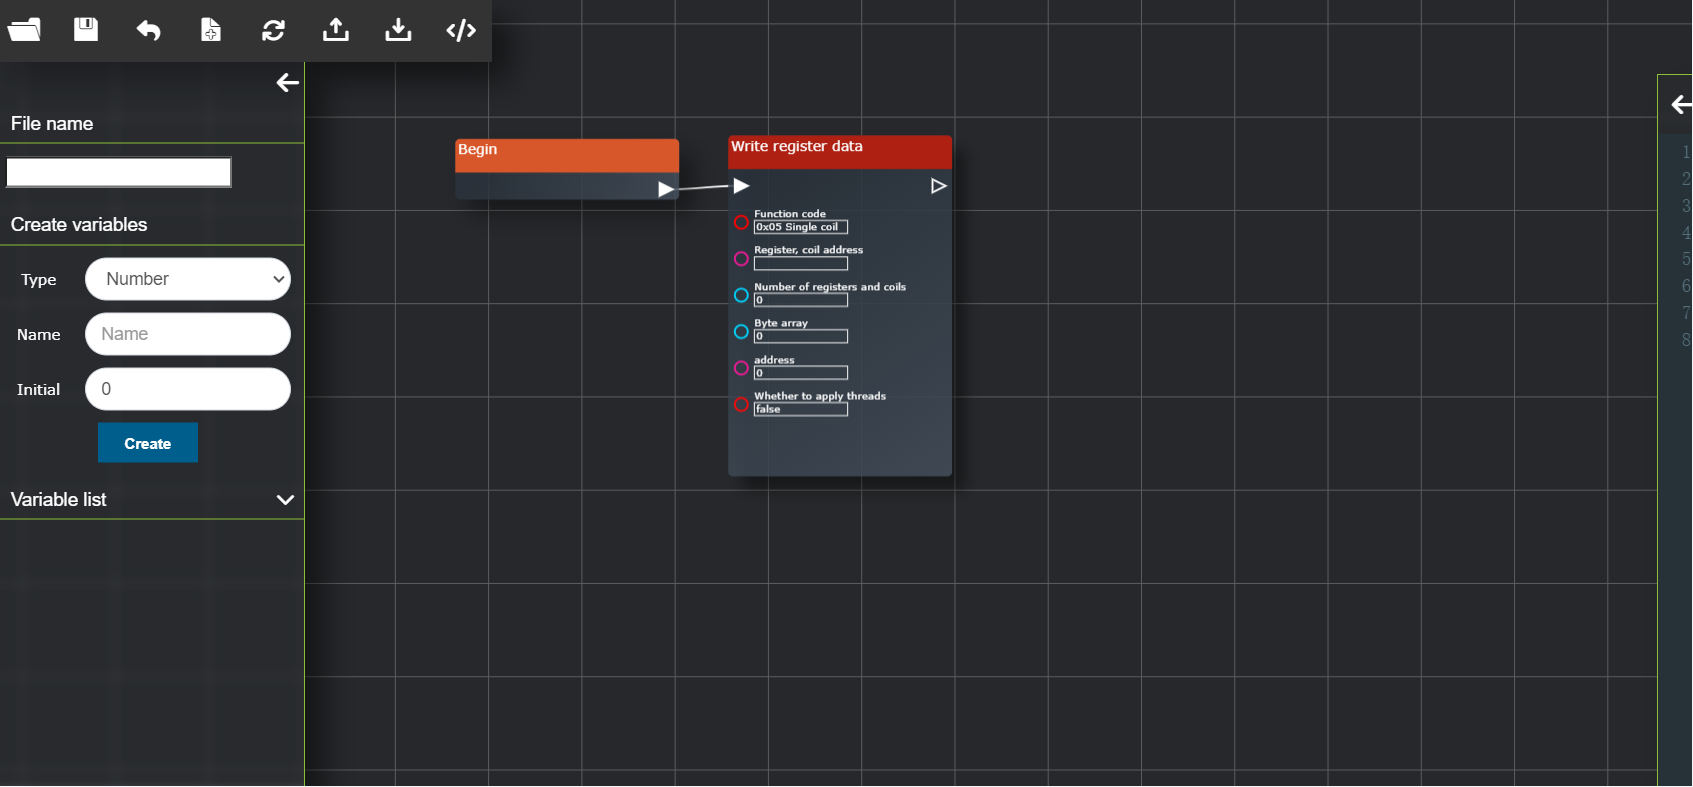 File name
Create variables
Type
Number
Name
Name
Initial
0
Create
Variable list
Begin
Write register data
Function code
0x05 Single coil
Register, coil address
Number of registers and coils
0
Byte array
0
address
0
Whether to apply threads
false
1
2
3
4
5
6
7
8